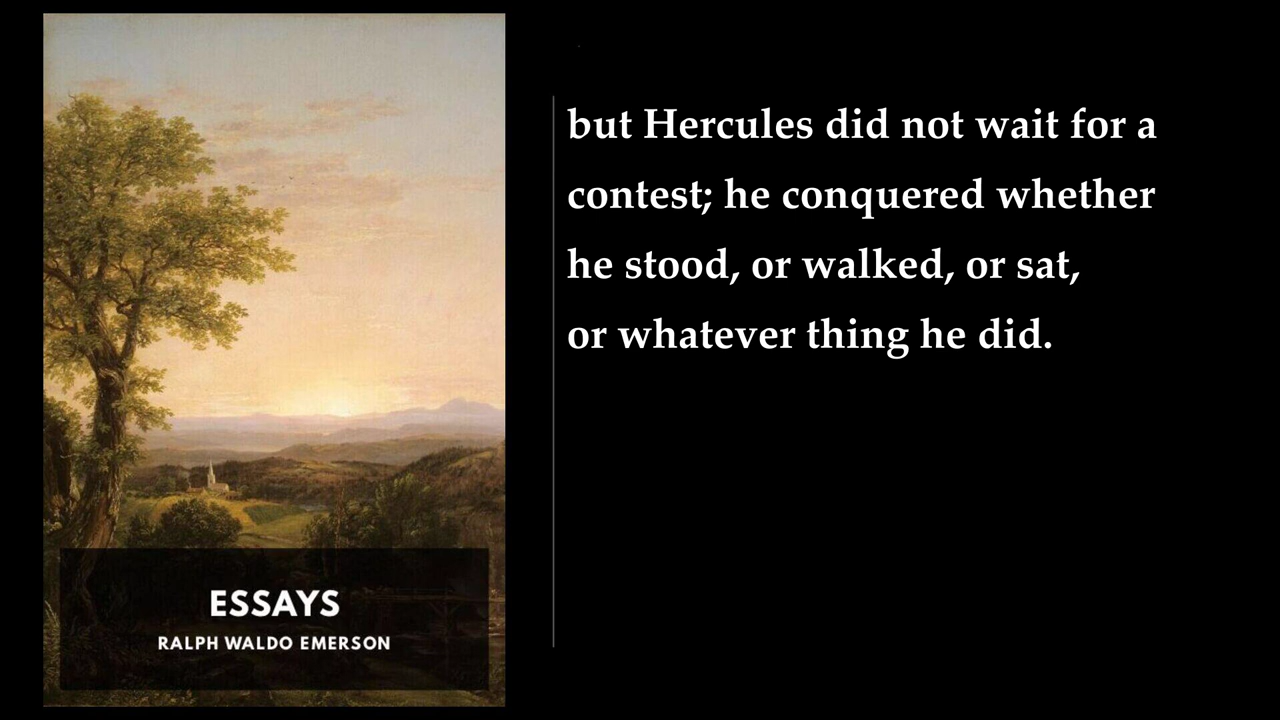 but Hercules did not wait for a
contest; he conquered whether
he stood, or walked, or sat,
or whatever thing he did.
ESSAYS
RALPH WALDO EMERSON